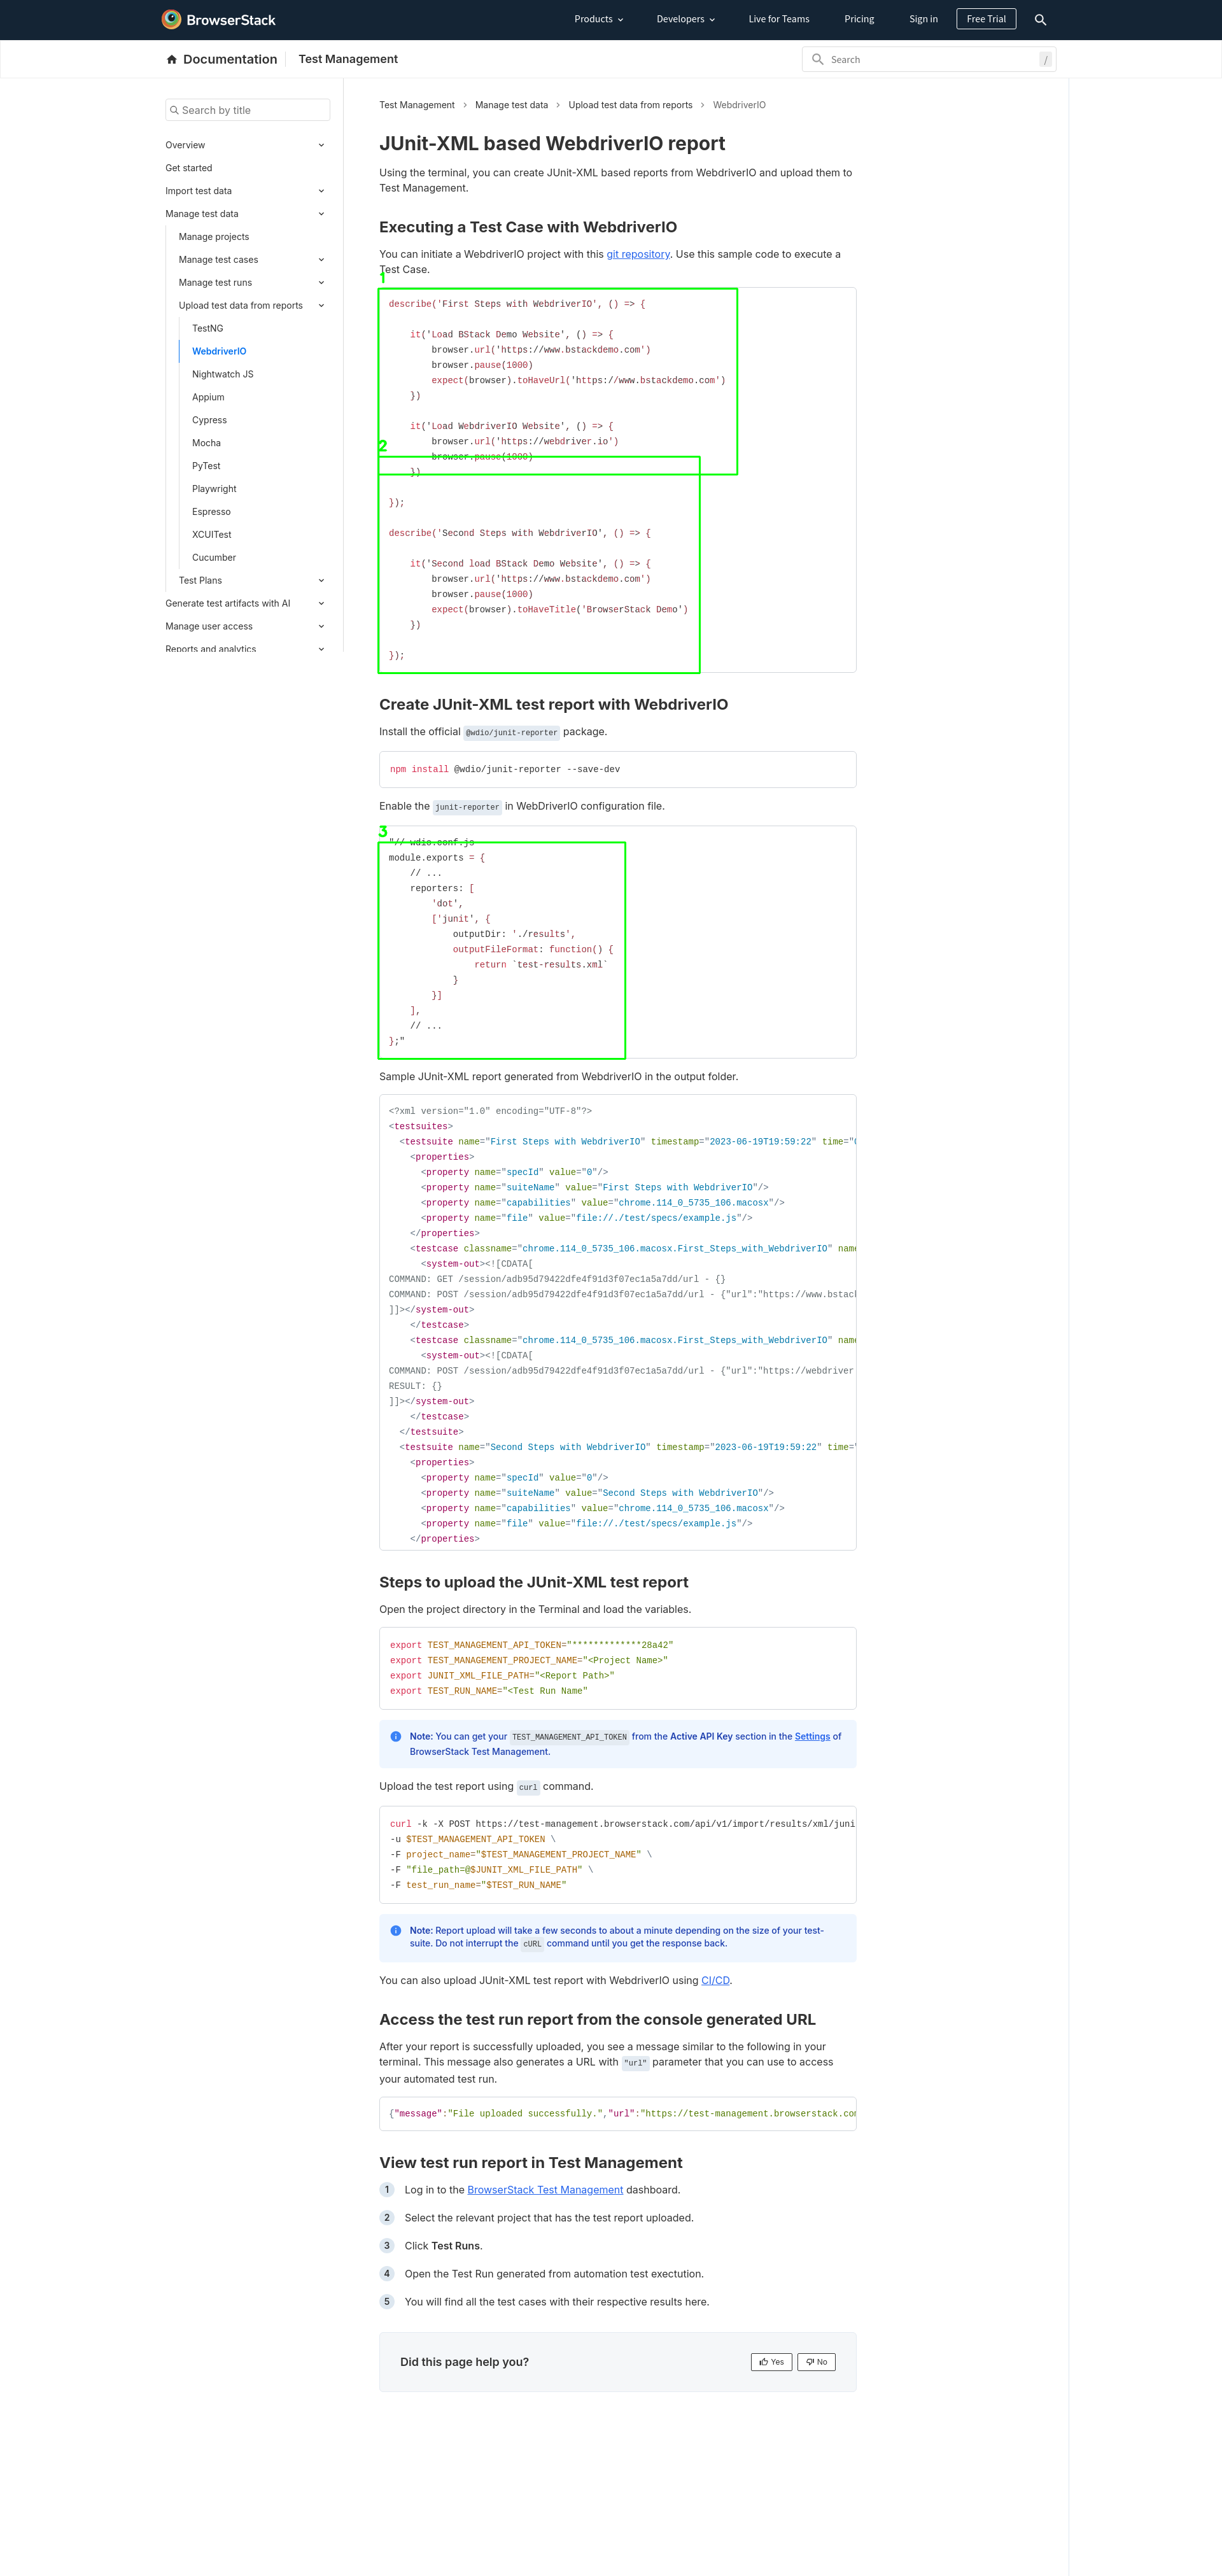 BrowserStack
Products
Developers
Live for Teams
Pricing
Sign in
Free Trial
Documentation
Test Management
Search
/
Search by title
Overview
Get started
Import test data
Manage test data
Manage projects
Manage test cases
Manage test runs
Upload test data from reports
TestNG
WebdriverIO
Nightwatch JS
Appium
Cypress
Mocha
PyTest
Playwright
Espresso
XCUITest
Cucumber
Test Plans
Generate test artifacts with AI
Manage user access
Reports and analytics
Test Management > Manage test data > Upload test data from reports > WebdriverIO
JUnit-XML based WebdriverIO report
Using the terminal, you can create JUnit-XML based reports from WebdriverIO and upload them to
Test Management.
Executing a Test Case with WebdriverIO
You can initiate a WebdriverIO project with this git repository. Use this sample code to execute a
Test Case.
1
describe('First Steps with WebdriverIO', () => {
it('Load BStack Demo Website', () => {
browser.url('https://www.bstackdemo.com')
browser.pause(1000)
expect(browser).toHaveUrl('https://www.bstackdemo.com')
})
it('Load WebdriverIO Website', () => {
browser.url('https://webdriver.io')
2
browser.pause(1000)
})
});
describe('Second Steps with WebdriverIO', () => {
it('Second load BStack Demo Website', () => {
browser.url('https://www.bstackdemo.com')
browser.pause(1000)
expect(browser).toHaveTitle('BrowserStack Demo')
})
});
Create JUnit-XML test report with WebdriverIO
Install the official @wdio/junit-reporter package.
npm install @wdio/junit-reporter --save-dev
Enable the junit-reporter in WebDriverIO configuration file.
3
"// wdio.conf.js
module.exports = {
// ...
reporters: [
'dot',
['junit', {
outputDir: './results',
outputFileFormat: function() {
return `test-results.xml`
}
}]
],
// ...
};"
Sample JUnit-XML report generated from WebdriverIO in the output folder.
<?xml version="1.0" encoding="UTF-8"?>
<testsuites>
<testsuite name="First Steps with WebdriverIO" timestamp="2023-06-19T19:59:22" time="
<properties>
<property name="specId" value="0"/>
<property name="suiteName" value="First Steps with WebdriverIO"/>
<property name="capabilities" value="chrome.114_0_5735_106.macosx"/>
<property name="file" value="file://./test/specs/example.js"/>
</properties>
<testcase classname="chrome.114_0_5735_106.macosx.First_Steps_with_WebdriverIO" name
<system-out><![CDATA[
COMMAND: GET /session/adb95d79422dfe4f91d3f07ec1a5a7dd/url - {}
COMMAND: POST /session/adb95d79422dfe4f91d3f07ec1a5a7dd/url - {"url":"https://www.bstack
]]></system-out>
</testcase>
<testcase classname="chrome.114_0_5735_106.macosx.First_Steps_with_WebdriverIO" name
<system-out><![CDATA[
COMMAND: POST /session/adb95d79422dfe4f91d3f07ec1a5a7dd/url - {"url":"https://webdriver
RESULT: {}
]]></system-out>
</testcase>
</testsuite>
<testsuite name="Second Steps with WebdriverIO" timestamp="2023-06-19T19:59:22" time="
<properties>
<property name="specId" value="0"/>
<property name="suiteName" value="Second Steps with WebdriverIO"/>
<property name="capabilities" value="chrome.114_0_5735_106.macosx"/>
<property name="file" value="file://./test/specs/example.js"/>
</properties>
Steps to upload the JUnit-XML test report
Open the project directory in the Terminal and load the variables.
export TEST_MANAGEMENT_API_TOKEN="*************28a42"
export TEST_MANAGEMENT_PROJECT_NAME="<Project Name>"
export JUNIT_XML_FILE_PATH="<Report Path>"
export TEST_RUN_NAME="<Test Run Name"
Note: You can get your TEST_MANAGEMENT_API_TOKEN from the Active API Key section in the Settings of
BrowserStack Test Management.
Upload the test report using curl command.
curl -k -X POST https://test-management.browserstack.com/api/v1/import/results/xml/juni
-u $TEST_MANAGEMENT_API_TOKEN \
-F project_name="$TEST_MANAGEMENT_PROJECT_NAME" \
-F "file_path=@$JUNIT_XML_FILE_PATH" \
-F test_run_name="$TEST_RUN_NAME"
Note: Report upload will take a few seconds to about a minute depending on the size of your test-
suite. Do not interrupt the cURL command until you get the response back.
You can also upload JUnit-XML test report with WebdriverIO using CI/CD.
Access the test run report from the console generated URL
After your report is successfully uploaded, you see a message similar to the following in your
terminal. This message also generates a URL with "url" parameter that you can use to access
your automated test run.
{"message":"File uploaded successfully.","url":"https://test-management.browserstack.com
View test run report in Test Management
1 Log in to the BrowserStack Test Management dashboard.
2 Select the relevant project that has the test report uploaded.
3 Click Test Runs.
4 Open the Test Run generated from automation test exectution.
5 You will find all the test cases with their respective results here.
Did this page help you?
Yes
No